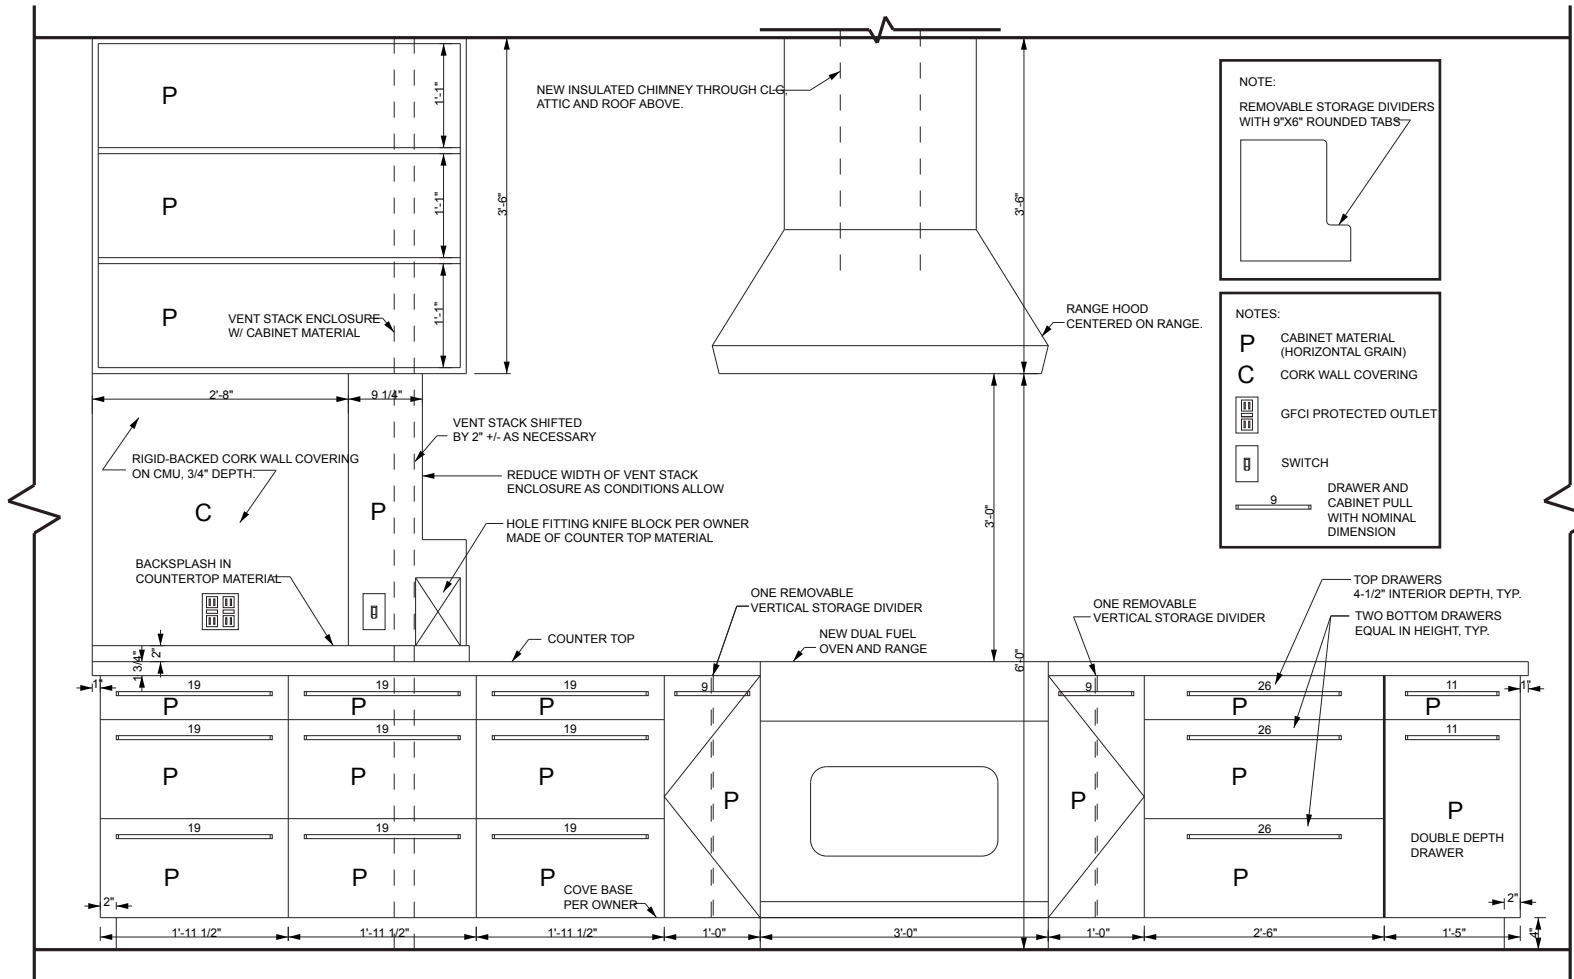 P
1'-1"
P
1'-1"
P
1'-1"
3'-6"
NEW INSULATED CHIMNEY THROUGH CLG,
ATTIC AND ROOF ABOVE.
3'-6"
NOTE:
REMOVABLE STORAGE DIVIDERS
WITH 9"X6" ROUNDED TABS
VENT STACK ENCLOSURE
W/ CABINET MATERIAL
RANGE HOOD
CENTERED ON RANGE.
NOTES:
P
CABINET MATERIAL
(HORIZONTAL GRAIN)
C
CORK WALL COVERING
GFCI PROTECTED OUTLET
SWITCH
9
DRAWER AND
CABINET PULL
WITH NOMINAL
DIMENSION
2'-8"
9 1/4"
VENT STACK SHIFTED
BY 2" +/- AS NECESSARY
RIGID-BACKED CORK WALL COVERING
ON CMU, 3/4" DEPTH.
REDUCE WIDTH OF VENT STACK
ENCLOSURE AS CONDITIONS ALLOW
C
P
HOLE FITTING KNIFE BLOCK PER OWNER
MADE OF COUNTER TOP MATERIAL
3'-0"
BACKSPLASH IN
COUNTERTOP MATERIAL
ONE REMOVABLE
VERTICAL STORAGE DIVIDER
ONE REMOVABLE
VERTICAL STORAGE DIVIDER
TOP DRAWERS
4-1/2" INTERIOR DEPTH, TYP.
TWO BOTTOM DRAWERS
EQUAL IN HEIGHT, TYP.
COUNTER TOP
NEW DUAL FUEL
OVEN AND RANGE
2"
1 3/4"
6'-0"
1"
19
19
19
9
9
26
11
1"
P
P
P
P
P
19
19
19
26
11
P
P
P
P
P
P
P
19
19
19
26
DOUBLE DEPTH
DRAWER
P
P
P
P
COVE BASE
PER OWNER
2"
2"
4"
1'-11 1/2"
1'-11 1/2"
1'-11 1/2"
1'-0"
3'-0"
1'-0"
2'-6"
1'-5"